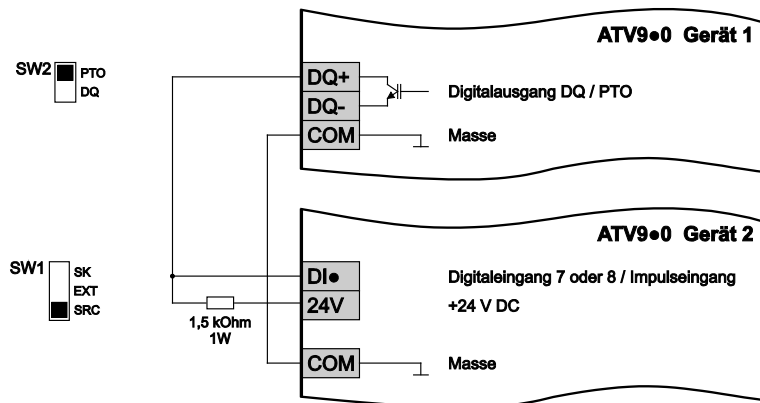 ATV9●0 Gerät 1
SW2
PTO
DQ
DQ+
DQ-
COM
Digitalausgang DQ / PTO
Masse
ATV9●0 Gerät 2
SW1
SK
EXT
SRC
DI●
24V
COM
Digitaleingang 7 oder 8 / Impulseingang
+24 V DC
1,5 kOhm
1W
Masse